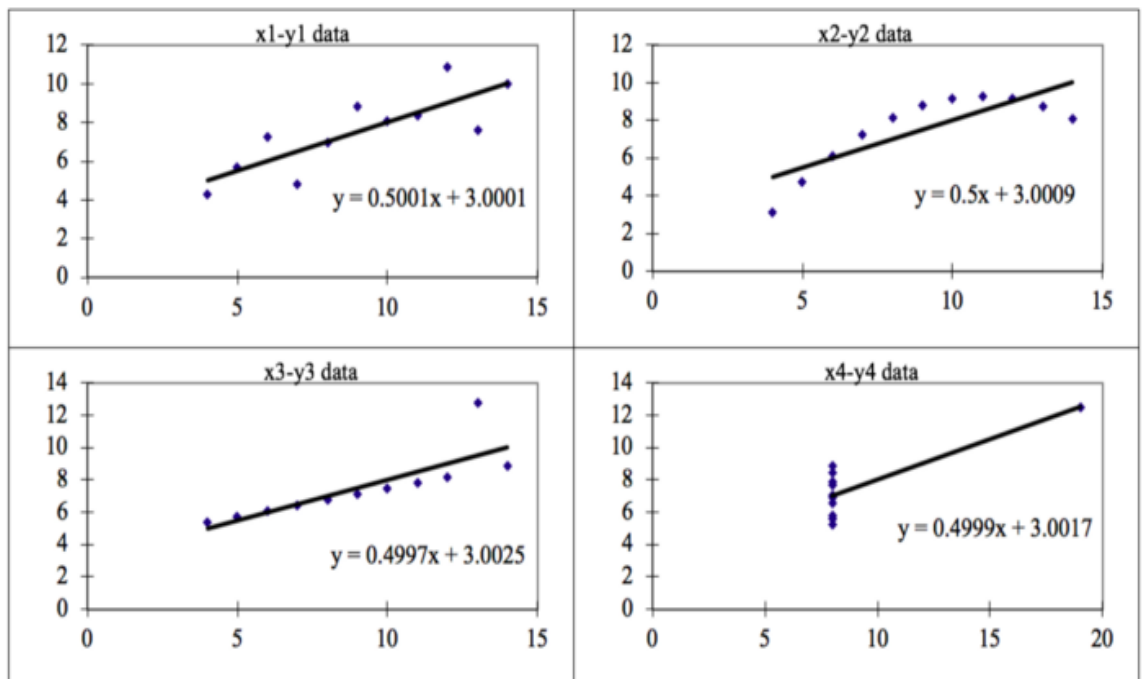 x1-y1 data
12
10
8
6
4
2
0
0 5 10 15
y = 0.5001x + 3.0001
x2-y2 data
12
10
8
6
4
2
0
0 5 10 15
y = 0.5x + 3.0009
x3-y3 data
14
12
10
8
6
4
2
0
0 5 10 15
y = 0.4997x + 3.0025
x4-y4 data
14
12
10
8
6
4
2
0
0 5 10 15 20
y = 0.4999x + 3.0017